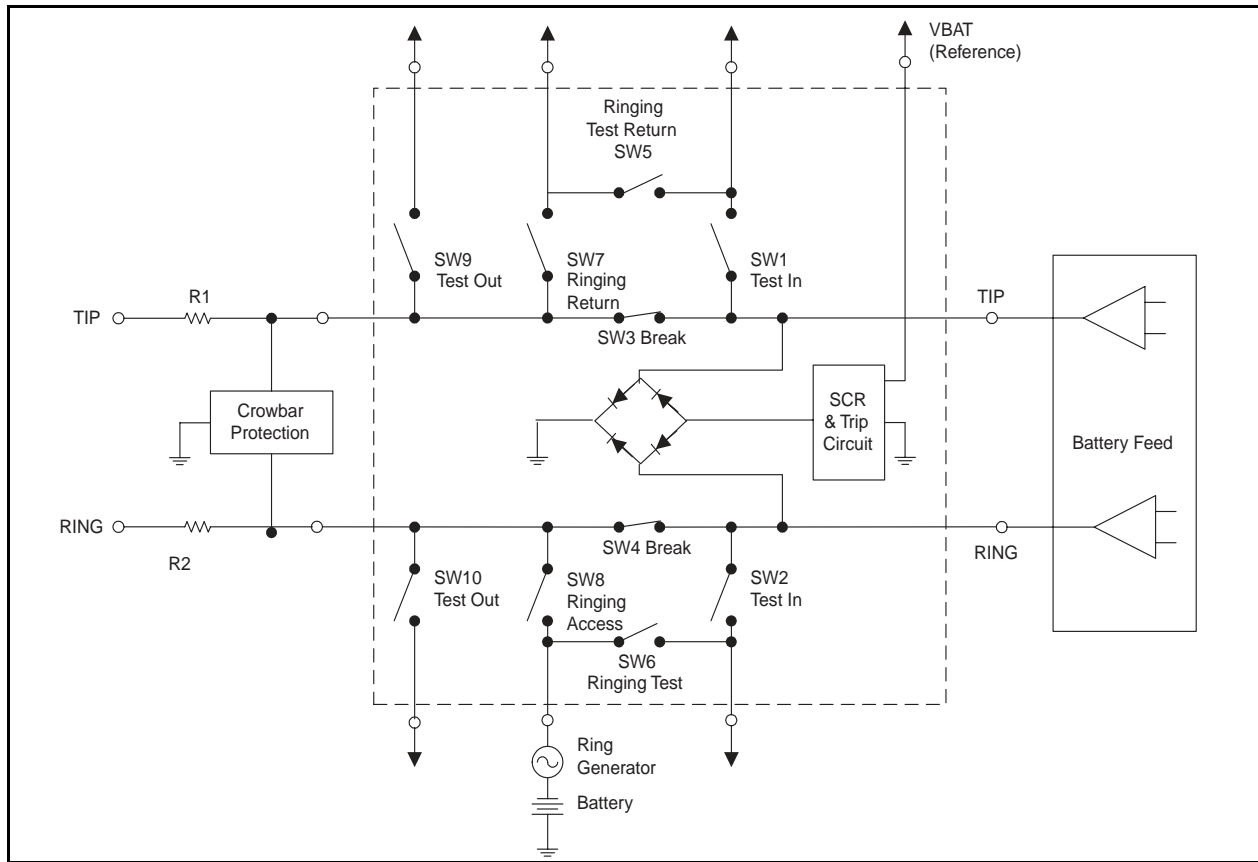 VBAT
(Reference)
Ringing
Test Return
SW5
SW9
Test Out
SW7
Ringing
Return
SW1
Test In
R1
TIP
TIP
SW3 Break
Crowbar
Protection
SCR
& Trip
Circuit
Battery Feed
RING
SW4 Break
RING
R2
SW10
Test Out
SW8
Ringing
Access
SW2
Test In
SW6
Ringing Test
Ring
Generator
Battery